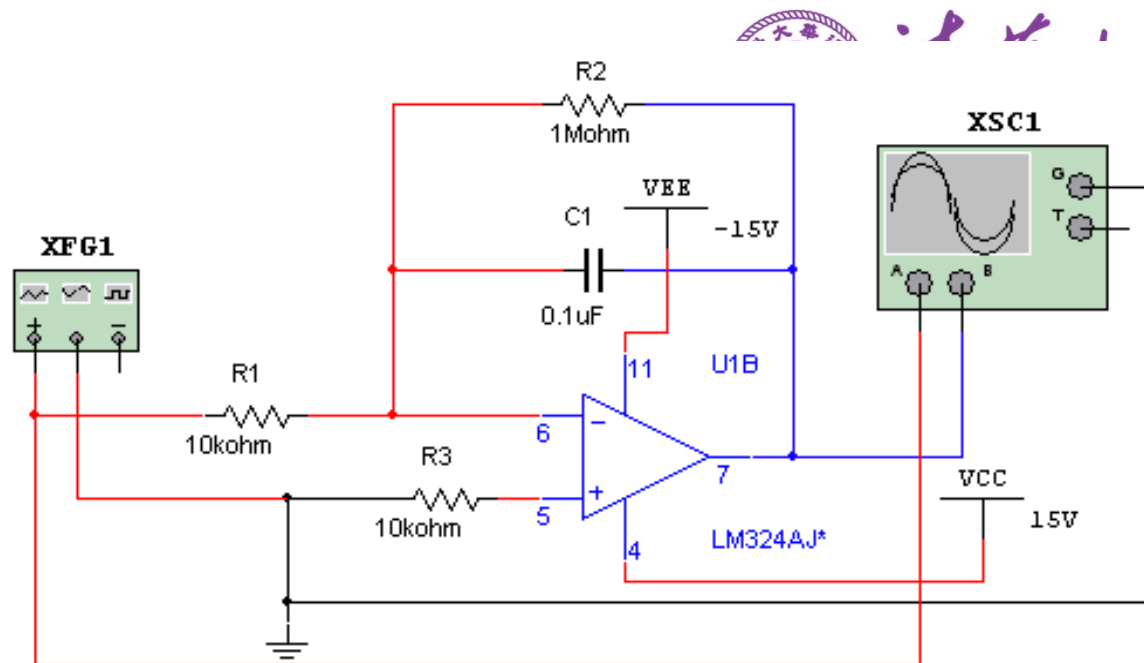 R2
1Mohm
XSC1
G
T
VEE
-15V
C1
XFG1
A
B
0.1uF
+
-
11
U1B
R1
10kohm
6
-
R3
7
+
5
10kohm
VCC
15V
4
LM324AJ*